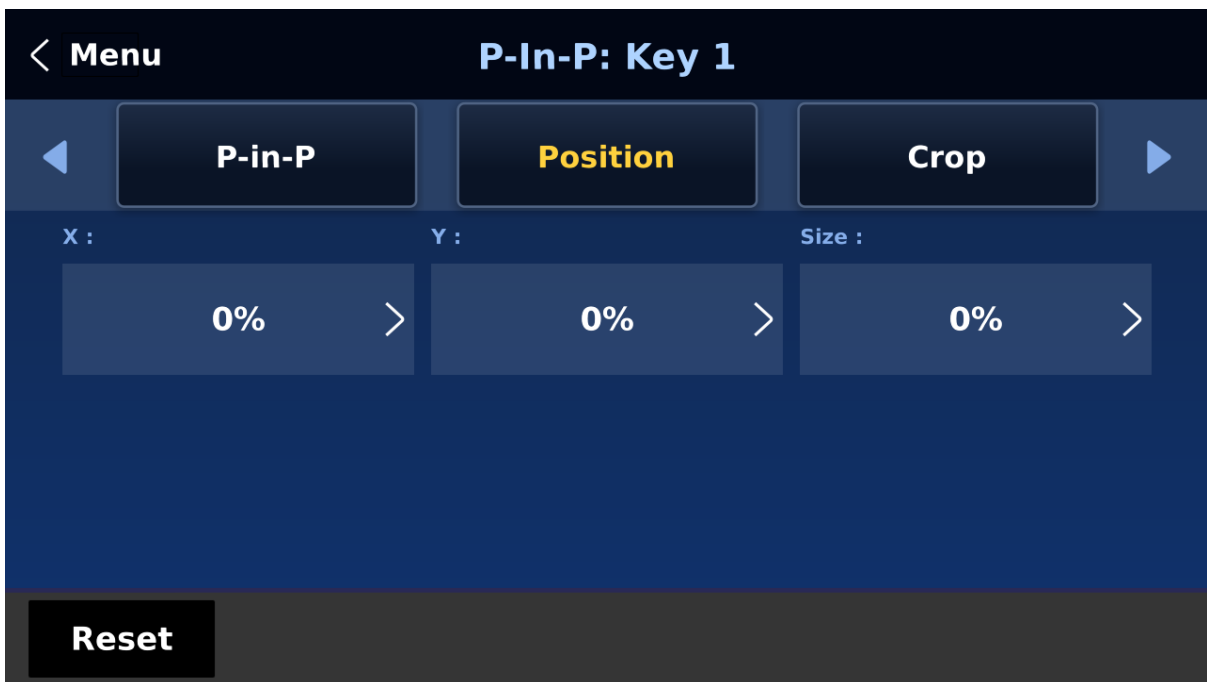 Menu
P-In-P: Key 1
P-in-P
Position
Crop
X :
Y :
Size :
0%
0%
0%
Reset